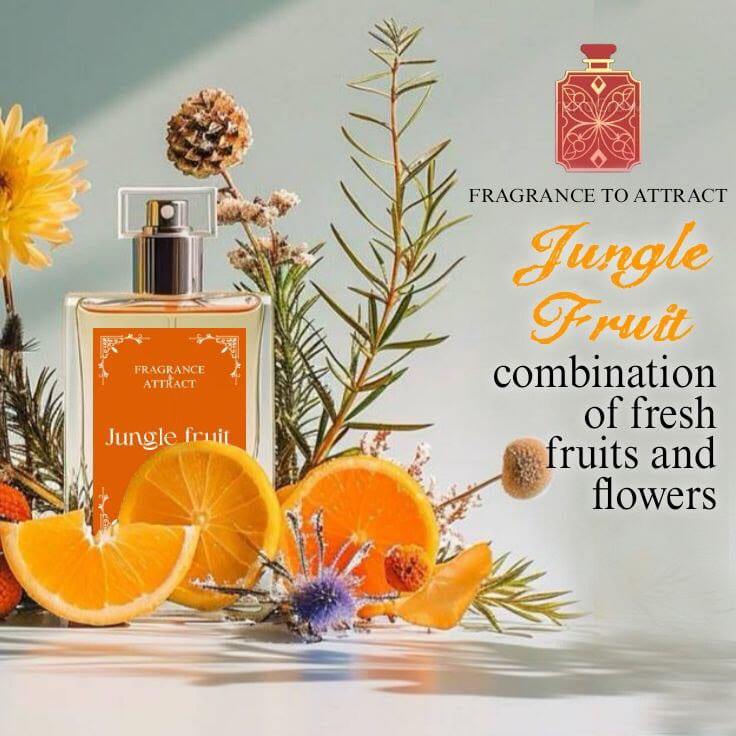 FRAGRANCE TO ATTRACT
Jungle
Fruit
combination
of fresh
fruits and
flowers
FRAGRANCE
ATTRACT
Jungle fruit